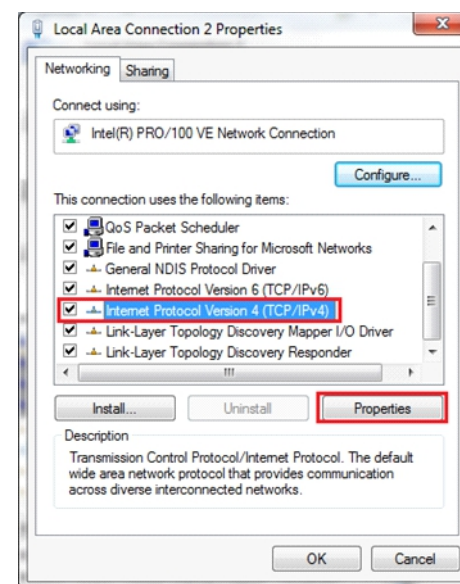 Local Area Connection 2 Properties
Networking
Sharing
Connect using:
Intel(R) PRO/100 VE Network Connection
Configure...
This connection uses the following items:
QoS Packet Scheduler
File and Printer Sharing for Microsoft Networks
General NDIS Protocol Driver
Internet Protocol Version 6 (TCP/IPv6)
Internet Protocol Version 4 (TCP/IPv4)
Link-Layer Topology Discovery Mapper I/O Driver
Link-Layer Topology Discovery Responder
Install...
Uninstall
Properties
Description
Transmission Control Protocol/Internet Protocol. The default
wide area network protocol that provides communication
across diverse interconnected networks.
OK
Cancel